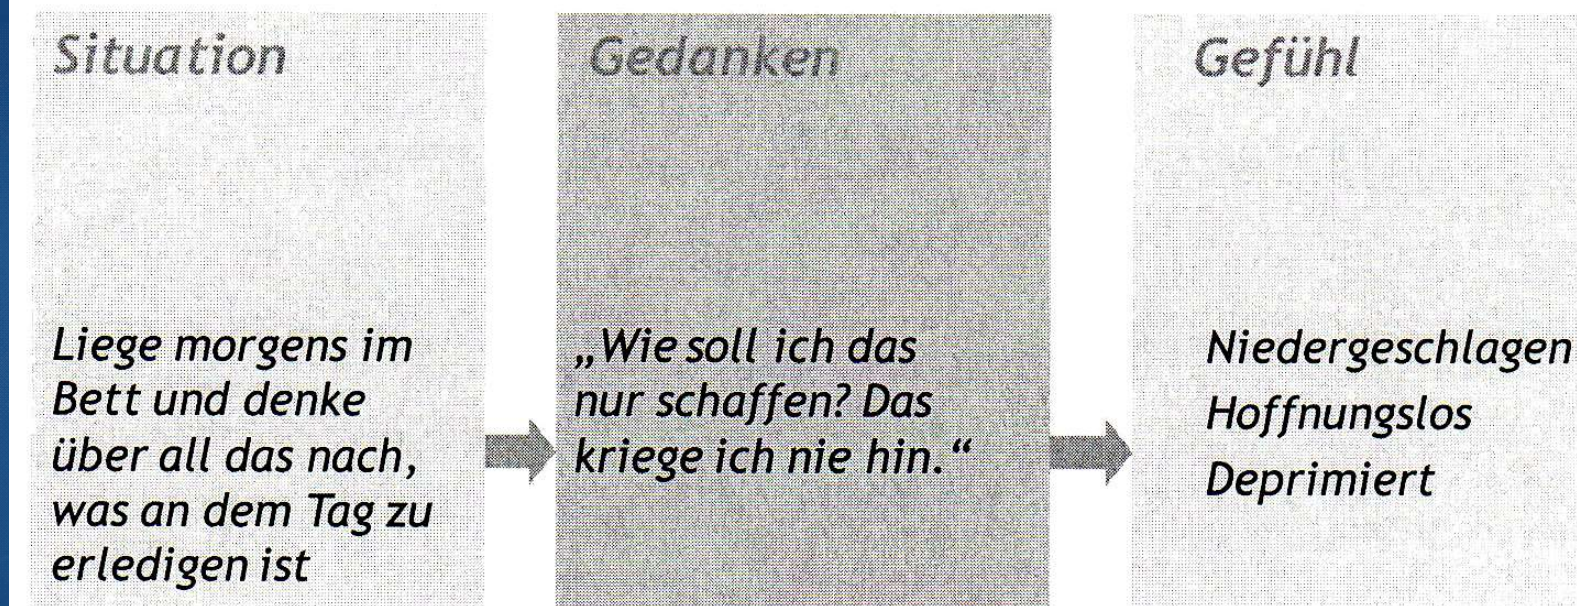 Situation
Liege morgens im
Bett und denke
über all das nach,
was an dem Tag zu
erledigen ist
Gedanken
„Wie soll ich das
nur schaffen? Das
kriege ich nie hin.“
Gefühl
Niedergeschlagen
Hoffnungslos
Deprimiert